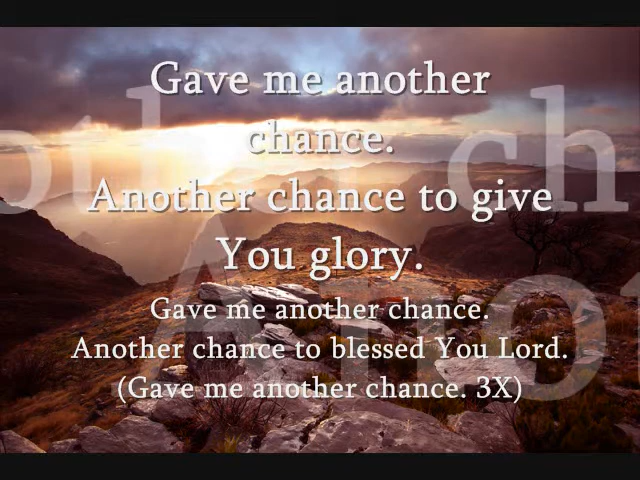 Gave me another
chance.
Another chance to give
You glory.
Gave me another chance.
Another chance to blessed You Lord.
(Gave me another chance. 3X)